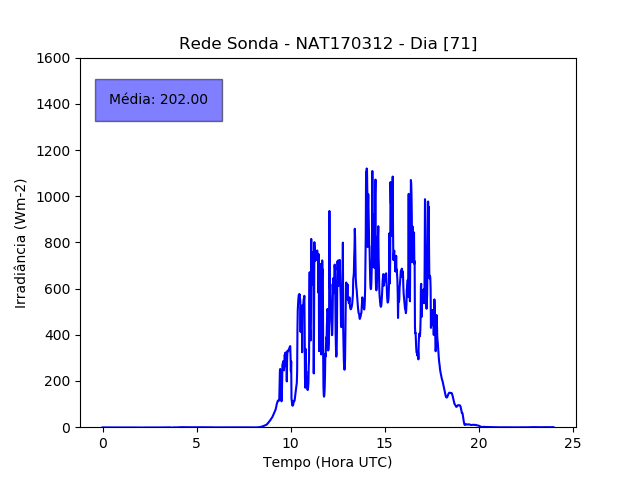 Rede Sonda - NAT170312 - Dia [71]
1600
1400
1200
1000
800
600
400
200
0
Média: 202.00
Irradiância (Wm-2)
0 5 10 15 20 25
Tempo (Hora UTC)